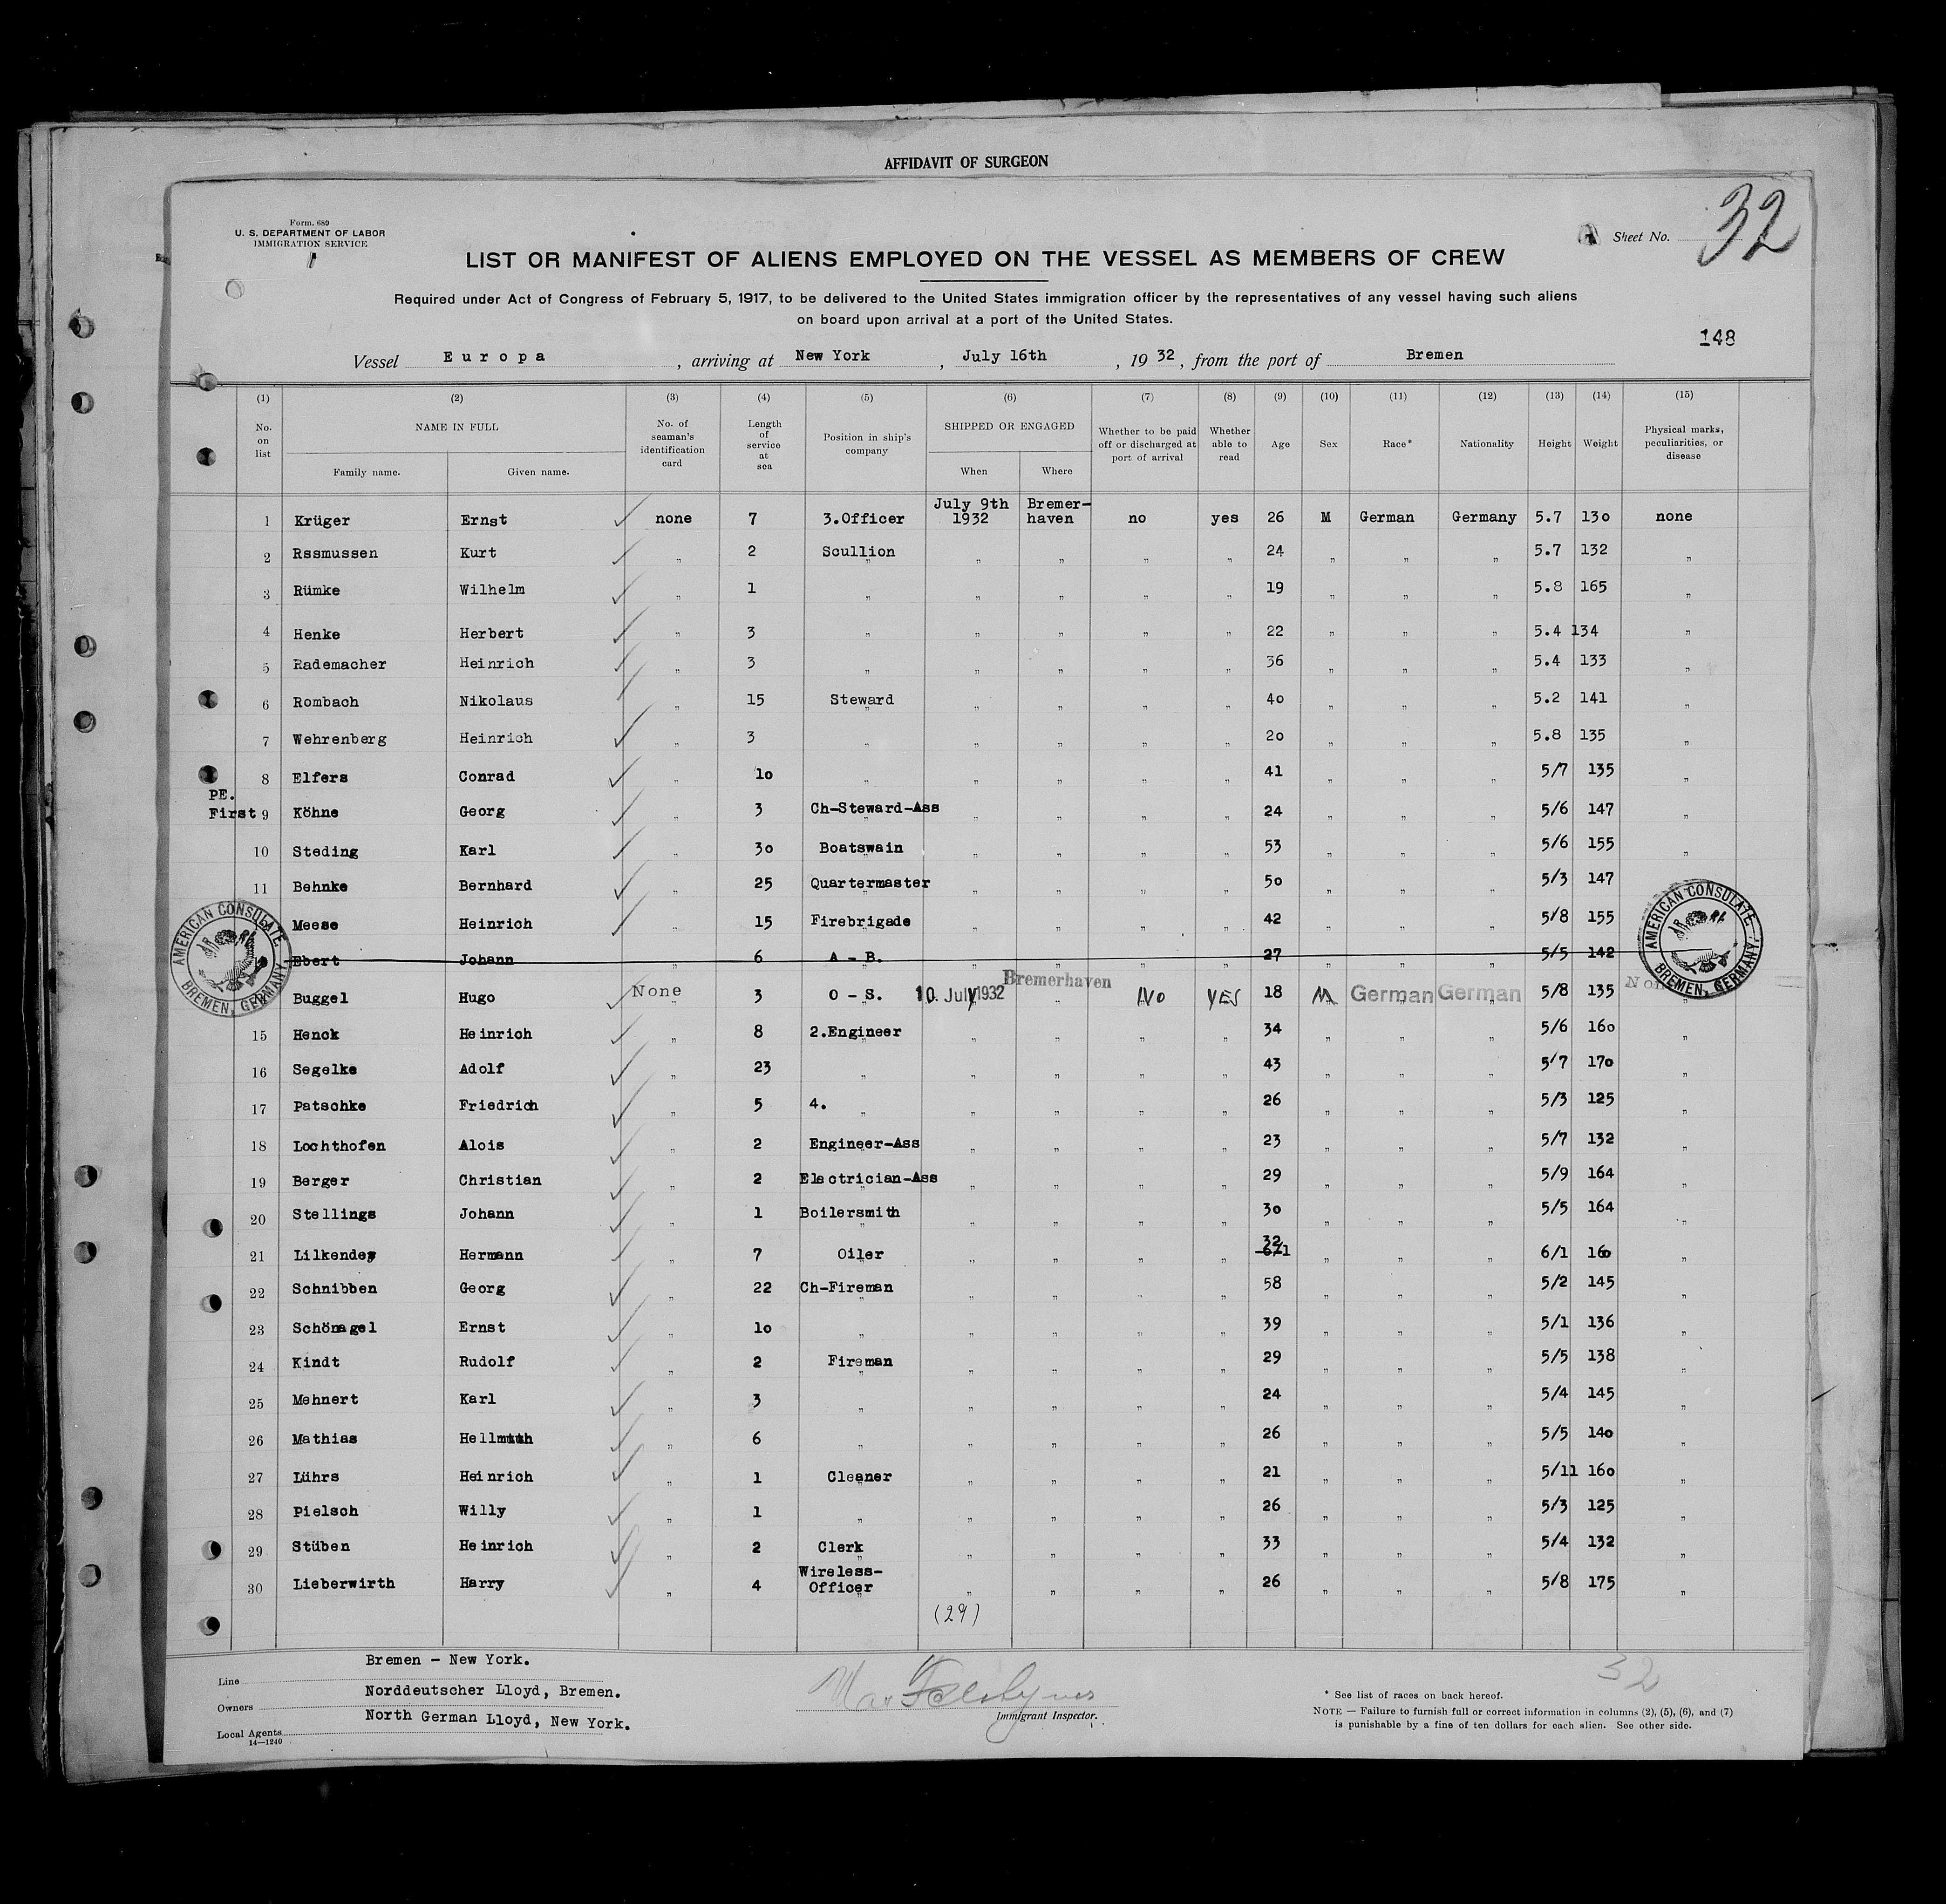 AFFIDAVIT OF SURGEON
Form. 689
U. S. DEPARTMENT OF LABOR
IMMIGRATION SERVICE
Sheet No. 32
LIST OR MANIFEST OF ALIENS EMPLOYED ON THE VESSEL AS MEMBERS OF CREW
Required under Act of Congress of February 5, 1917, to be delivered to the United States immigration officer by the representatives of any vessel having such aliens
on board upon arrival at a port of the United States.
148
Vessel Europa , arriving at New York , July 16th , 1932, from the port of Bremen
(1) (2) (3) (4) (5) (6) (7) (8) (9) (10) (11) (12) (13) (14) (15)
No. on list NAME IN FULL Family name. Given name. No. of seaman's identification card Length of service at sea Position in ship's company SHIPPED OR ENGAGED When Where Whether to be paid off or discharged at port of arrival Whether able to read Age Sex Race* Nationality Height Weight Physical marks, peculiarities, or disease
1 Krüger Ernst none 7 3.Officer July 9th 1932 Bremer-haven no yes 26 M German Germany 5.7 130 none
2 Rssmussen Kurt " 2 Scullion " " " " 24 " " " 5.7 132 "
3 Rümke Wilhelm " 1 " " " " " 19 " " " 5.8 165 "
4 Henke Herbert " 3 " " " " " 22 " " " 5.4 134 "
5 Rademacher Heinrich " 3 " " " " " 36 " " " 5.4 133 "
6 Rombach Nikolaus " 15 Steward " " " " 40 " " " 5.2 141 "
7 Wehrenberg Heinrich " 3 " " " " " 20 " " " 5.8 135 "
8 Elfers Conrad " 10 " " " " " 41 " " " 5/7 135 "
PE.
First 9 Köhne Georg " 3 Ch-Steward-Ass " " " " 24 " " " 5/6 147 "
10 Steding Karl " 30 Boatswain " " " " 53 " " " 5/6 155 "
11 Behnke Bernhard " 25 Quartermaster " " " " 50 " " " 5/3 147 "
Meese Heinrich " 15 Firebrigade " " " " 42 " " " 5/8 155 "
Ebert Johann " 6 A - B. " " " " 27 " " " 5/5 142 "
Buggel Hugo None 3 O - S. 10. July 1932 Bremerhaven No YES 18 M German German 5/8 135 None
AMERICAN CONSULATE BREMEN, GERMANY
AMERICAN CONSULATE BREMEN, GERMANY
15 Henck Heinrich " 8 2.Engineer " " " " 34 " " " 5/6 160 "
16 Segelke Adolf " 23 " " " " " 43 " " " 5/7 170 "
17 Patschke Friedrich " 5 4. " " " " " 26 " " " 5/3 125 "
18 Lochthofen Alois " 2 Engineer-Ass " " " " 23 " " " 5/7 132 "
19 Berger Christian " 2 Electrician-Ass " " " " 29 " " " 5/9 164 "
20 Stellings Johann " 1 Boilersmith " " " " 30 " " " 5/5 164 "
21 Lilkendey Hermann " 7 Oiler " " " " 32 6/1 " " " 6/1 160 "
22 Schnibben Georg " 22 Ch-Fireman " " " " 58 " " " 5/2 145 "
23 Schönagel Ernst " 10 " " " " " 39 " " " 5/1 136 "
24 Kindt Rudolf " 2 Fireman " " " " 29 " " " 5/5 138 "
25 Mehnert Karl " 3 " " " " " 24 " " " 5/4 145 "
26 Mathias Hellmuth " 6 " " " " " 26 " " " 5/5 140 "
27 Lührs Heinrich " 1 Cleaner " " " " 21 " " " 5/11 160 "
28 Pielsch Willy " 1 " " " " " 26 " " " 5/3 125 "
29 Stüben Heinrich " 2 Clerk " " " " 33 " " " 5/4 132 "
30 Lieberwirth Harry " 4 Wireless-Officer " " " " 26 " " " 5/8 175 "
(29)
Line Bremen - New York.
Owners Norddeutscher Lloyd, Bremen.
Local Agents North German Lloyd, New York.
14—1240
Immigrant Inspector.
32
* See list of races on back hereof.
NOTE — Failure to furnish full or correct information in columns (2), (5), (6), and (7)
is punishable by a fine of ten dollars for each alien. See other side.